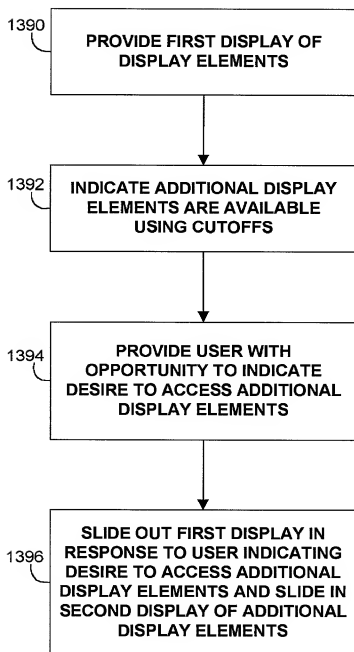 1390
PROVIDE FIRST DISPLAY OF
DISPLAY ELEMENTS
1392
INDICATE ADDITIONAL DISPLAY
ELEMENTS ARE AVAILABLE
USING CUTOFFS
1394
PROVIDE USER WITH
OPPORTUNITY TO INDICATE
DESIRE TO ACCESS ADDITIONAL
DISPLAY ELEMENTS
1396
SLIDE OUT FIRST DISPLAY IN
RESPONSE TO USER INDICATING
DESIRE TO ACCESS ADDITIONAL
DISPLAY ELEMENTS AND SLIDE IN
SECOND DISPLAY OF ADDITIONAL
DISPLAY ELEMENTS